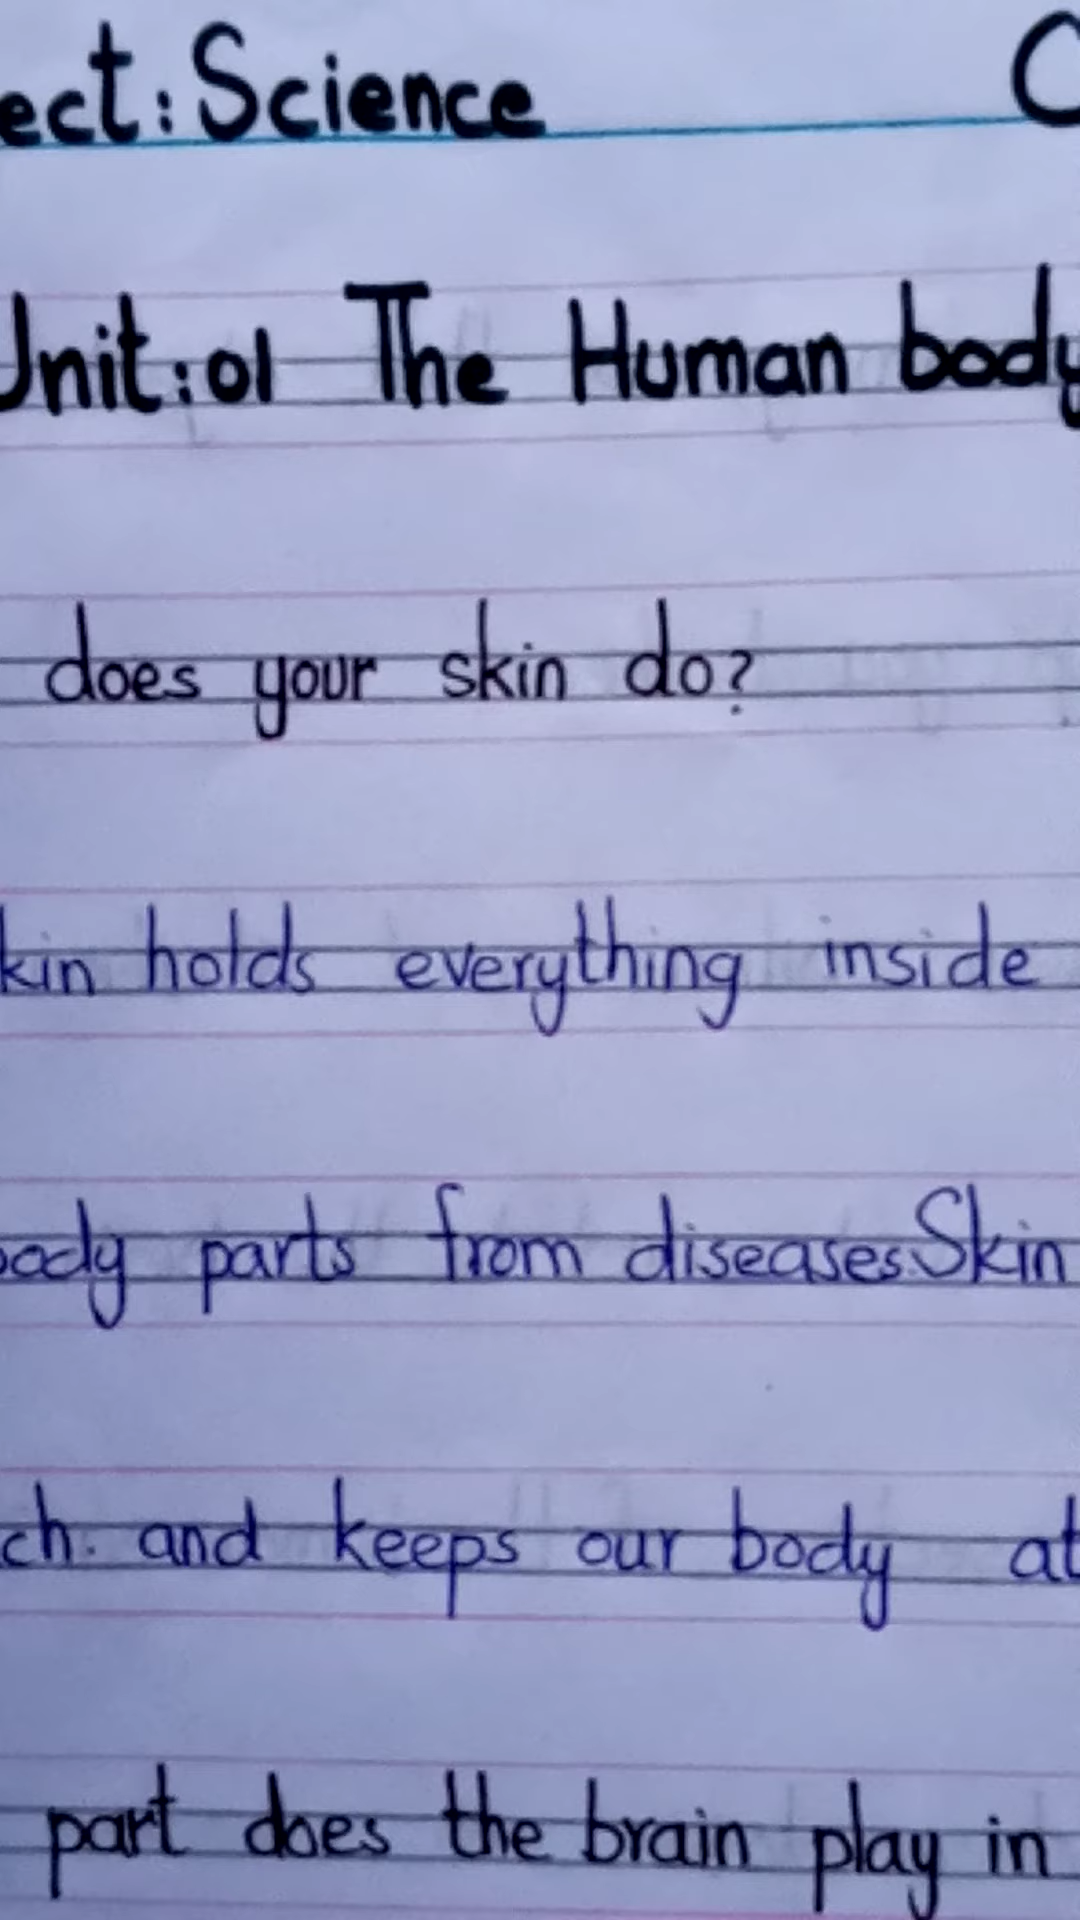 ect: Science C
Unit:01 The Human body
does your skin do?
kin holds everything inside
body parts from diseases.Skin
ch. and keeps our body at
part does the brain play in